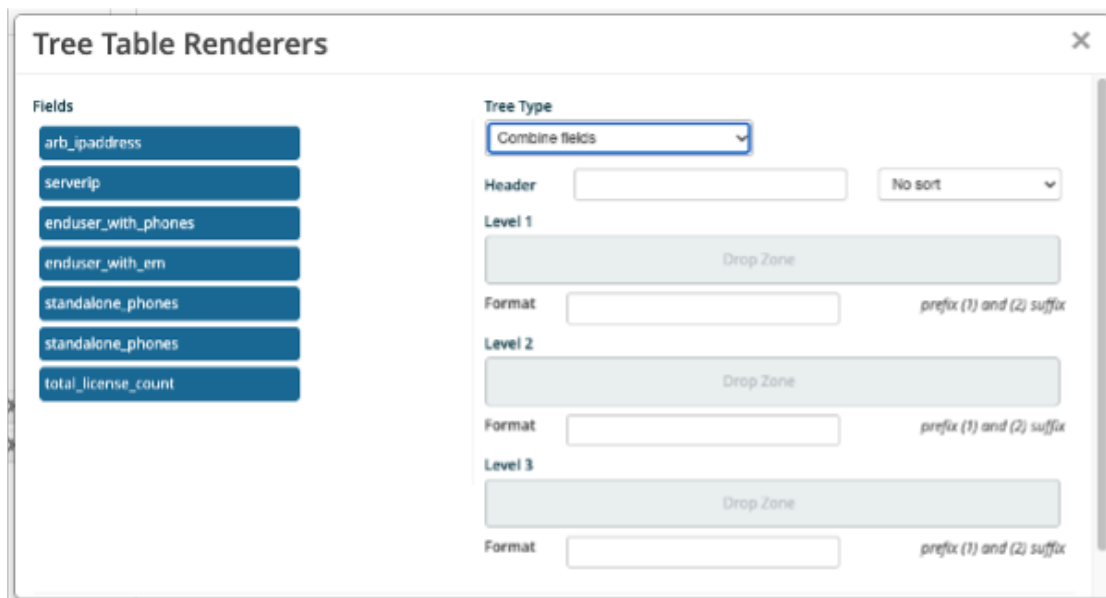 Tree Table Renderers
Fields
arb_ipaddress
serverip
enduser_with_phones
enduser_with_em
standalone_phones
standalone_phones
total_license_count
Tree Type
Combine fields
Header
No sort
Level 1
Drop Zone
Format
prefix (1) and (2) suffix
Level 2
Drop Zone
Format
prefix (1) and (2) suffix
Level 3
Drop Zone
Format
prefix (1) and (2) suffix